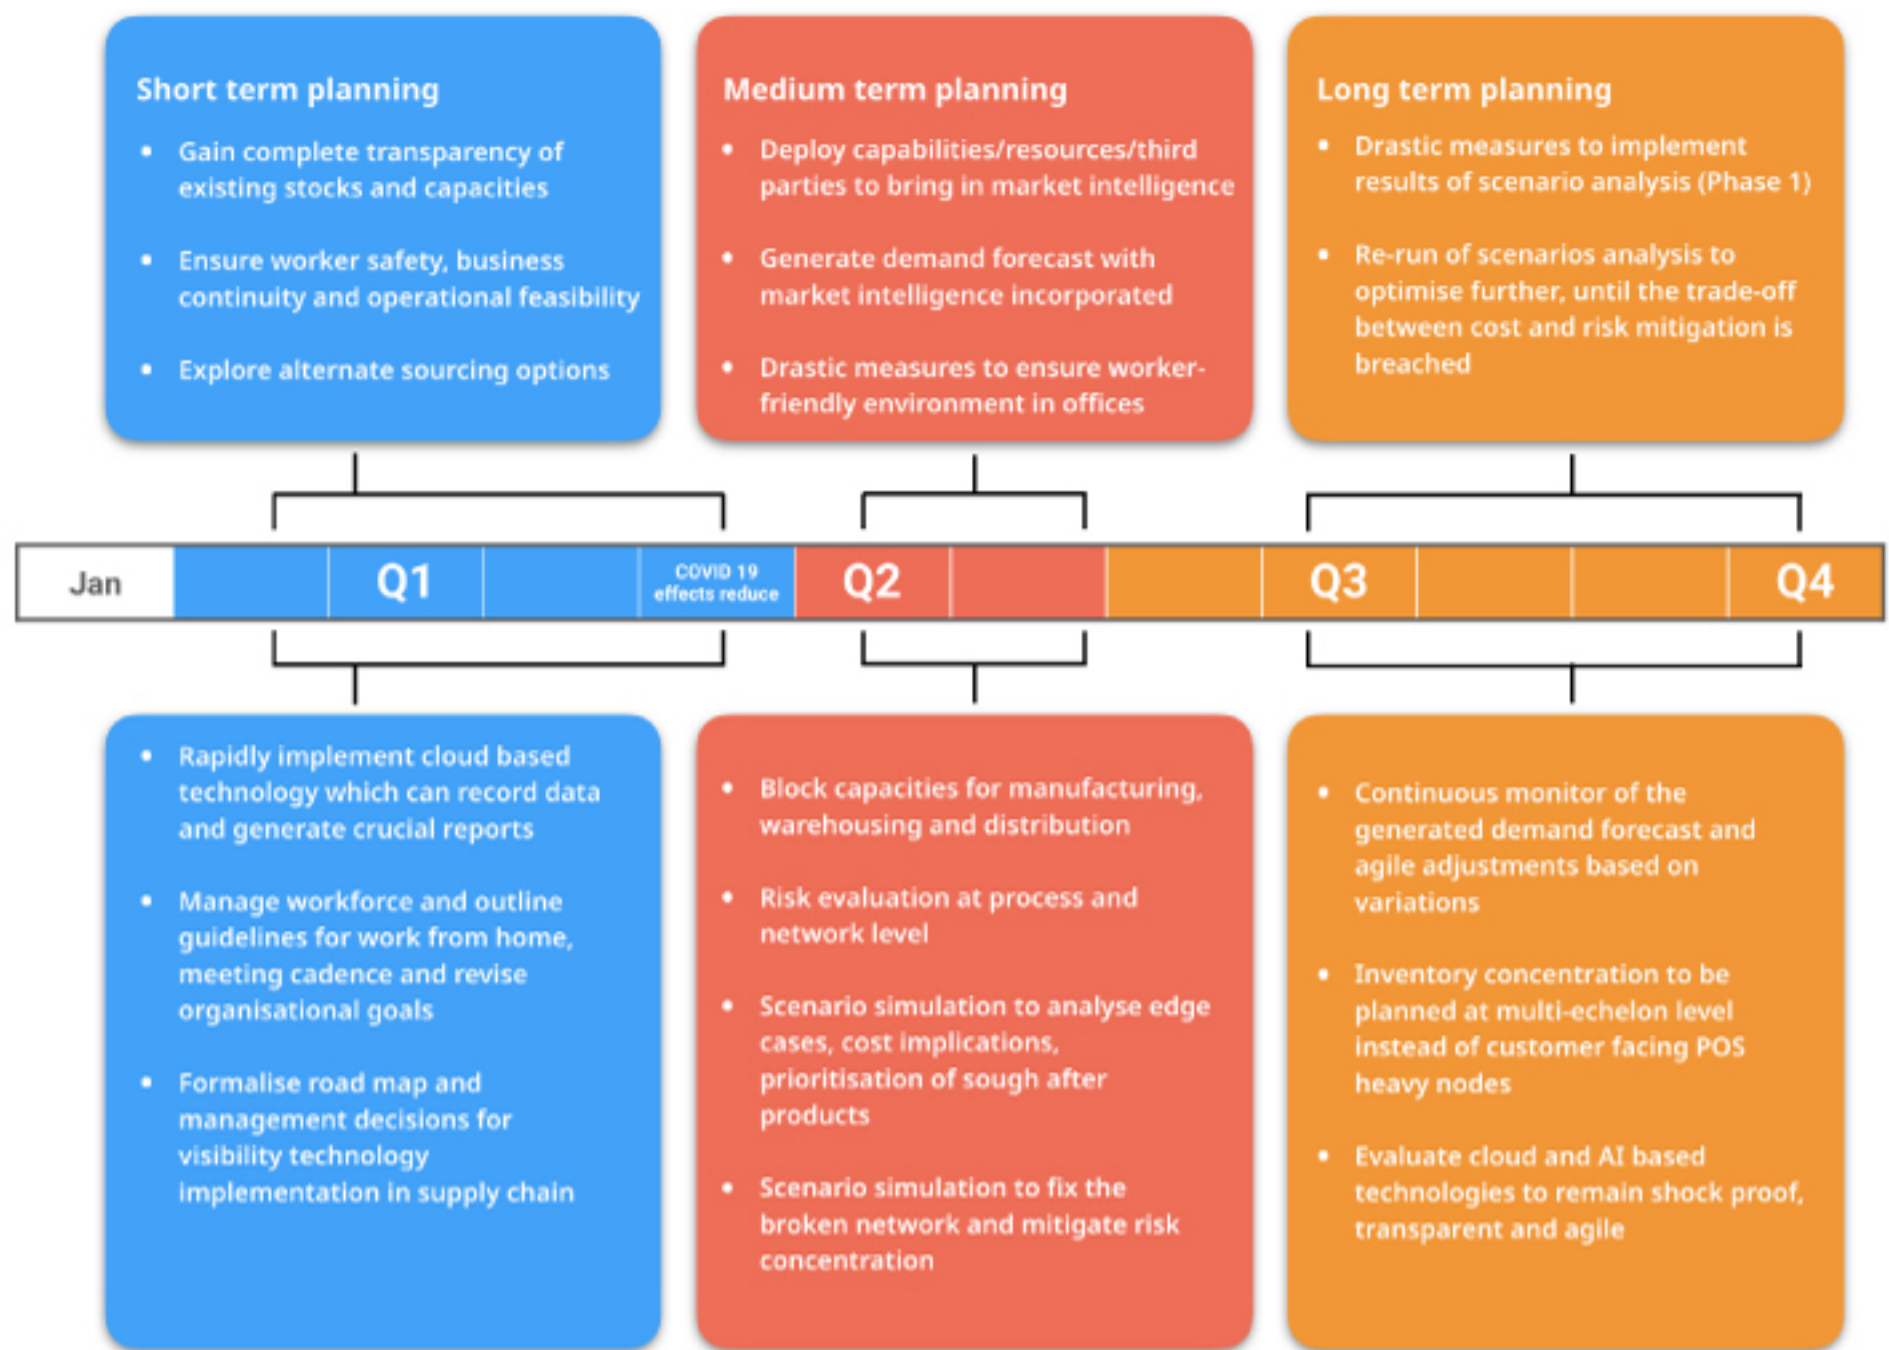 Short term planning
• Gain complete transparency of
existing stocks and capacities
• Ensure worker safety, business
continuity and operational feasibility
• Explore alternate sourcing options
Medium term planning
• Deploy capabilities/resources/third
parties to bring in market intelligence
• Generate demand forecast with
market intelligence incorporated
• Drastic measures to ensure worker-
friendly environment in offices
Long term planning
• Drastic measures to implement
results of scenario analysis (Phase 1)
• Re-run of scenarios analysis to
optimise further, until the trade-off
between cost and risk mitigation is
breached
Jan
Q1
COVID 19
effects reduce
Q2
Q3
Q4
• Rapidly implement cloud based
technology which can record data
and generate crucial reports
• Manage workforce and outline
guidelines for work from home,
meeting cadence and revise
organisational goals
• Formalise road map and
management decisions for
visibility technology
implementation in supply chain
• Block capacities for manufacturing,
warehousing and distribution
• Risk evaluation at process and
network level
• Scenario simulation to analyse edge
cases, cost implications,
prioritisation of sough after
products
• Scenario simulation to fix the
broken network and mitigate risk
concentration
• Continuous monitor of the
generated demand forecast and
agile adjustments based on
variations
• Inventory concentration to be
planned at multi-echelon level
instead of customer facing POS
heavy nodes
• Evaluate cloud and AI based
technologies to remain shock proof,
transparent and agile